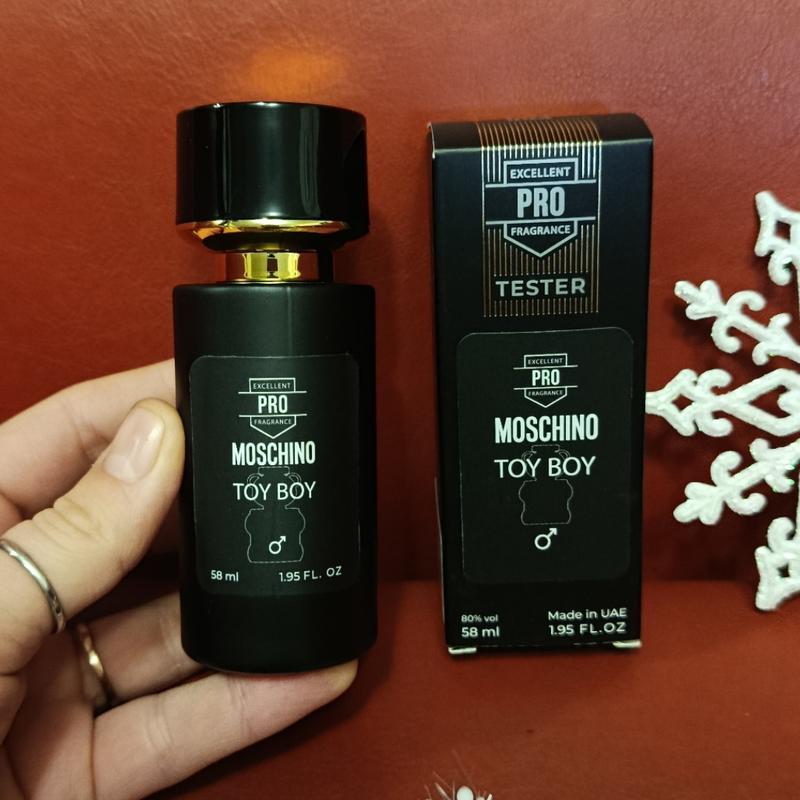 EXCELLENT
PRO
FRAGRANCE
MOSCHINO
TOY BOY
58 ml 1.95 FL. OZ
EXCELLENT
PRO
FRAGRANCE
TESTER
EXCELLENT
PRO
FRAGRANCE
MOSCHINO
TOY BOY
80% vol Made in UAE
58 ml 1.95 FL.OZ